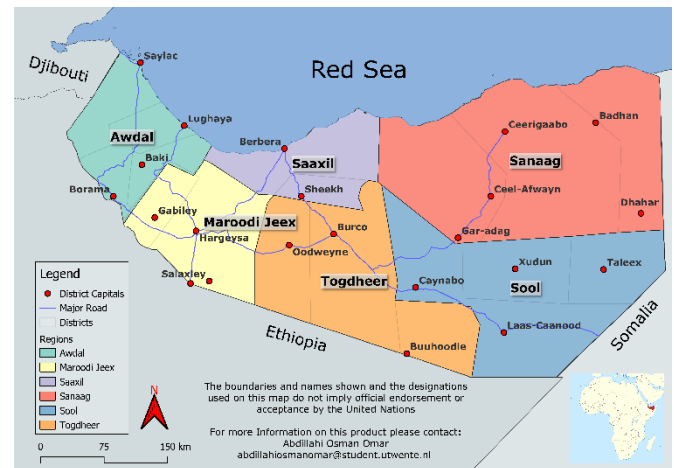 Saylac
Djibouti
Red Sea
Lughaya
Badhan
Ceerigaabo
Awdal
Berbera
Saaxil
Sanaag
Baki
Borama
Sheekh
Ceel-Afwayn
Dhahar
Gabiley
Maroodi Jeex
Hargeysa
Burco
Gar-adag
Oodweyne
Xudun
Taleex
Salaxley
Togdheer
Caynabo
Sool
Laas-Caanood
Somalia
Ethiopia
Buuhoodle
Legend
District Capitals
Major Road
Districts
Regions
Awdal
Maroodi Jeex
Saaxil
Sanaag
Sool
Togdheer
N
0 75 150 km
The boundaries and names shown and the designations
used on this map do not imply official endorsement or
acceptance by the United Nations
For more Information on this product please contact:
Abdillahi Osman Omar
abdillahiosmanomar@student.utwente.nl